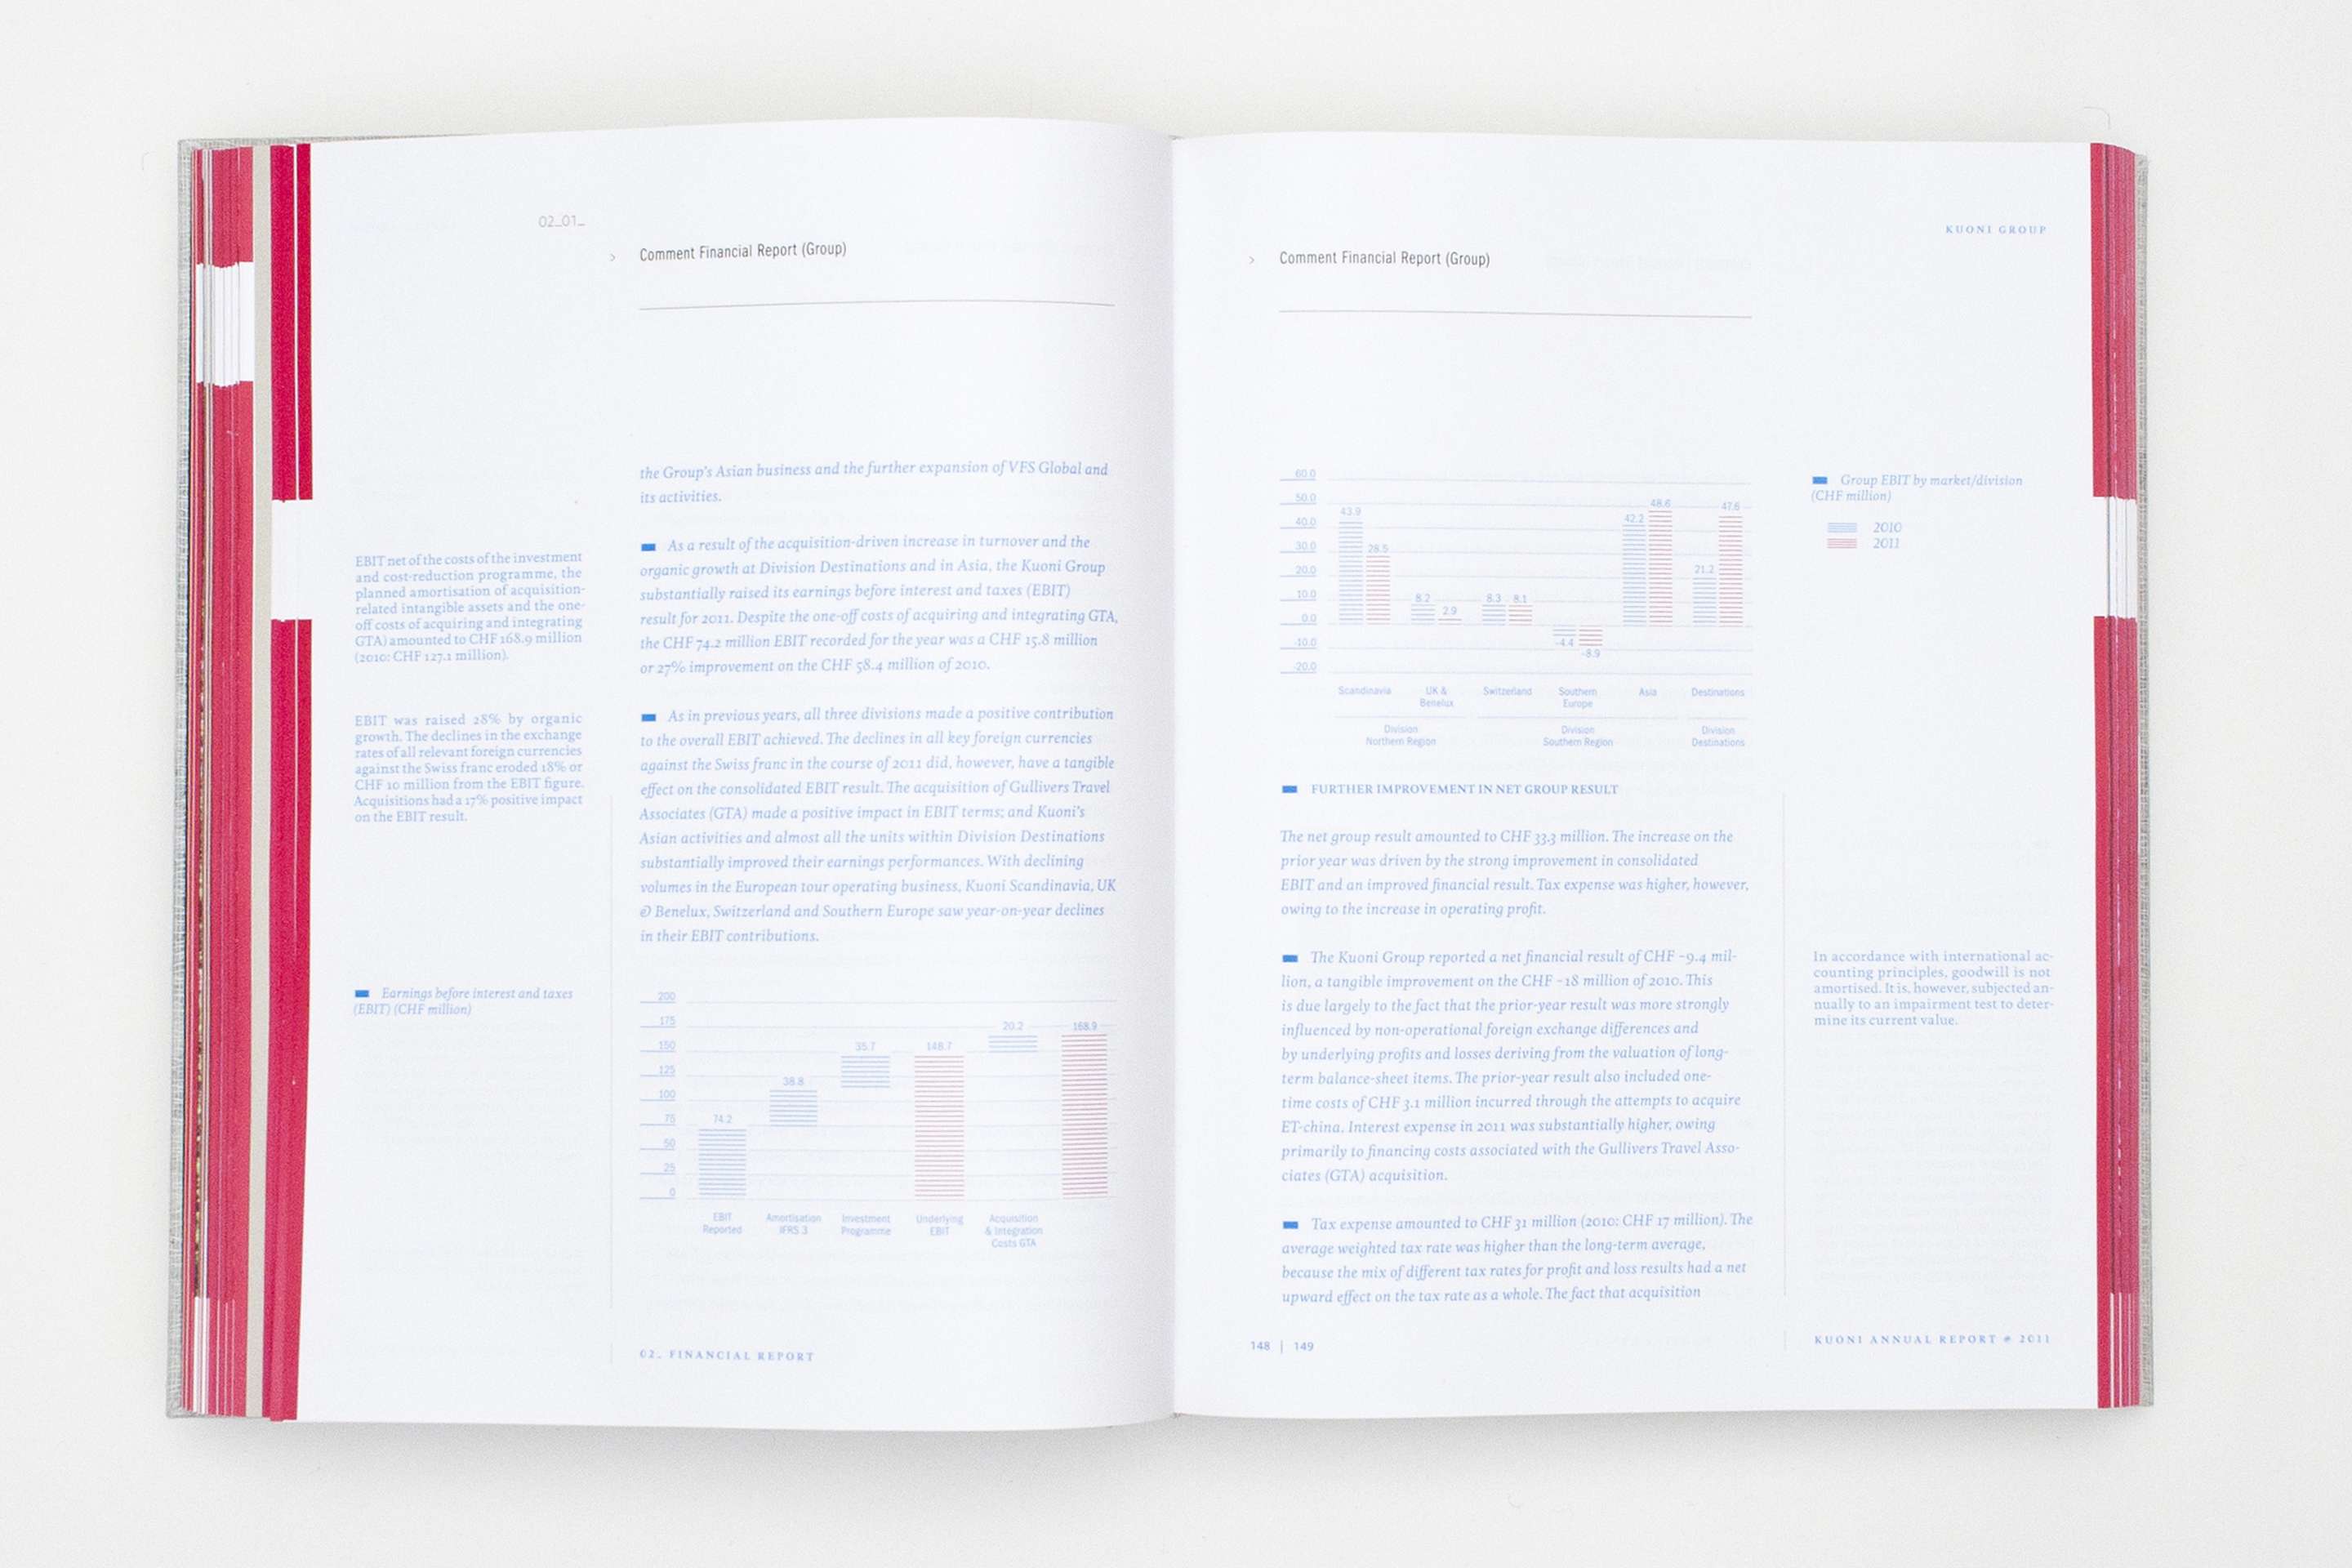 02_01_
> Comment Financial Report (Group)
the Group's Asian business and the further expansion of VFS Global and
its activities.
EBIT net of the costs of the investment
and cost-reduction programme, the
planned amortisation of acquisition-
related intangible assets and the one-
off costs of acquiring and integrating
GTA) amounted to CHF 168.9 million
(2010: CHF 127.1 million).
As a result of the acquisition-driven increase in turnover and the
organic growth at Division Destinations and in Asia, the Kuoni Group
substantially raised its earnings before interest and taxes (EBIT)
result for 2011. Despite the one-off costs of acquiring and integrating GTA,
the CHF 74.2 million EBIT recorded for the year was a CHF 15.8 million
or 27% improvement on the CHF 58.4 million of 2010.
EBIT was raised 28% by organic
growth. The declines in the exchange
rates of all relevant foreign currencies
against the Swiss franc eroded 18% or
CHF 10 million from the EBIT figure.
Acquisitions had a 17% positive impact
on the EBIT result.
As in previous years, all three divisions made a positive contribution
to the overall EBIT achieved. The declines in all key foreign currencies
against the Swiss franc in the course of 2011 did, however, have a tangible
effect on the consolidated EBIT result. The acquisition of Gullivers Travel
Associates (GTA) made a positive impact in EBIT terms; and Kuoni's
Asian activities and almost all the units within Division Destinations
substantially improved their earnings performances. With declining
volumes in the European tour operating business, Kuoni Scandinavia, UK
& Benelux, Switzerland and Southern Europe saw year-on-year declines
in their EBIT contributions.
Earnings before interest and taxes
(EBIT) (CHF million)
200
175
150
125
100
75
50
25
0
74.2
38.8
35.7
148.7
20.2
168.9
EBIT
Reported
Amortisation
IFRS 3
Investment
Programme
Underlying
EBIT
Acquisition
& Integration
Costs GTA
02_ FINANCIAL REPORT
KUONI GROUP
> Comment Financial Report (Group)
60.0
50.0
40.0
30.0
20.0
10.0
0.0
-10.0
-20.0
43.9
28.5
8.2
2.9
8.3
8.1
-4.4
-8.9
42.2
48.6
21.2
47.6
Scandinavia
UK &
Benelux
Switzerland
Southern
Europe
Asia
Destinations
Division
Northern Region
Division
Southern Region
Division
Destinations
Group EBIT by market/division
(CHF million)
2010
2011
FURTHER IMPROVEMENT IN NET GROUP RESULT
The net group result amounted to CHF 33.3 million. The increase on the
prior year was driven by the strong improvement in consolidated
EBIT and an improved financial result. Tax expense was higher, however,
owing to the increase in operating profit.
The Kuoni Group reported a net financial result of CHF -9.4 mil-
lion, a tangible improvement on the CHF -18 million of 2010. This
is due largely to the fact that the prior-year result was more strongly
influenced by non-operational foreign exchange differences and
by underlying profits and losses deriving from the valuation of long-
term balance-sheet items. The prior-year result also included one-
time costs of CHF 3.1 million incurred through the attempts to acquire
ET-china. Interest expense in 2011 was substantially higher, owing
primarily to financing costs associated with the Gullivers Travel Asso-
ciates (GTA) acquisition.
In accordance with international ac-
counting principles, goodwill is not
amortised. It is, however, subjected an-
nually to an impairment test to deter-
mine its current value.
Tax expense amounted to CHF 31 million (2010: CHF 17 million). The
average weighted tax rate was higher than the long-term average,
because the mix of different tax rates for profit and loss results had a net
upward effect on the tax rate as a whole. The fact that acquisition
148 | 149
KUONI ANNUAL REPORT # 2011